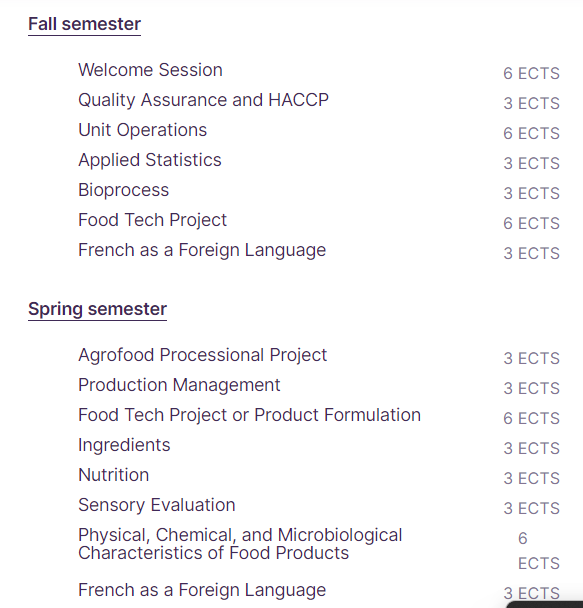 Fall semester
Welcome Session 6 ECTS
Quality Assurance and HACCP 3 ECTS
Unit Operations 6 ECTS
Applied Statistics 3 ECTS
Bioprocess 3 ECTS
Food Tech Project 6 ECTS
French as a Foreign Language 3 ECTS
Spring semester
Agrofood Processional Project 3 ECTS
Production Management 3 ECTS
Food Tech Project or Product Formulation 6 ECTS
Ingredients 3 ECTS
Nutrition 3 ECTS
Sensory Evaluation 3 ECTS
Physical, Chemical, and Microbiological 6
Characteristics of Food Products ECTS
French as a Foreign Language 3 ECTS